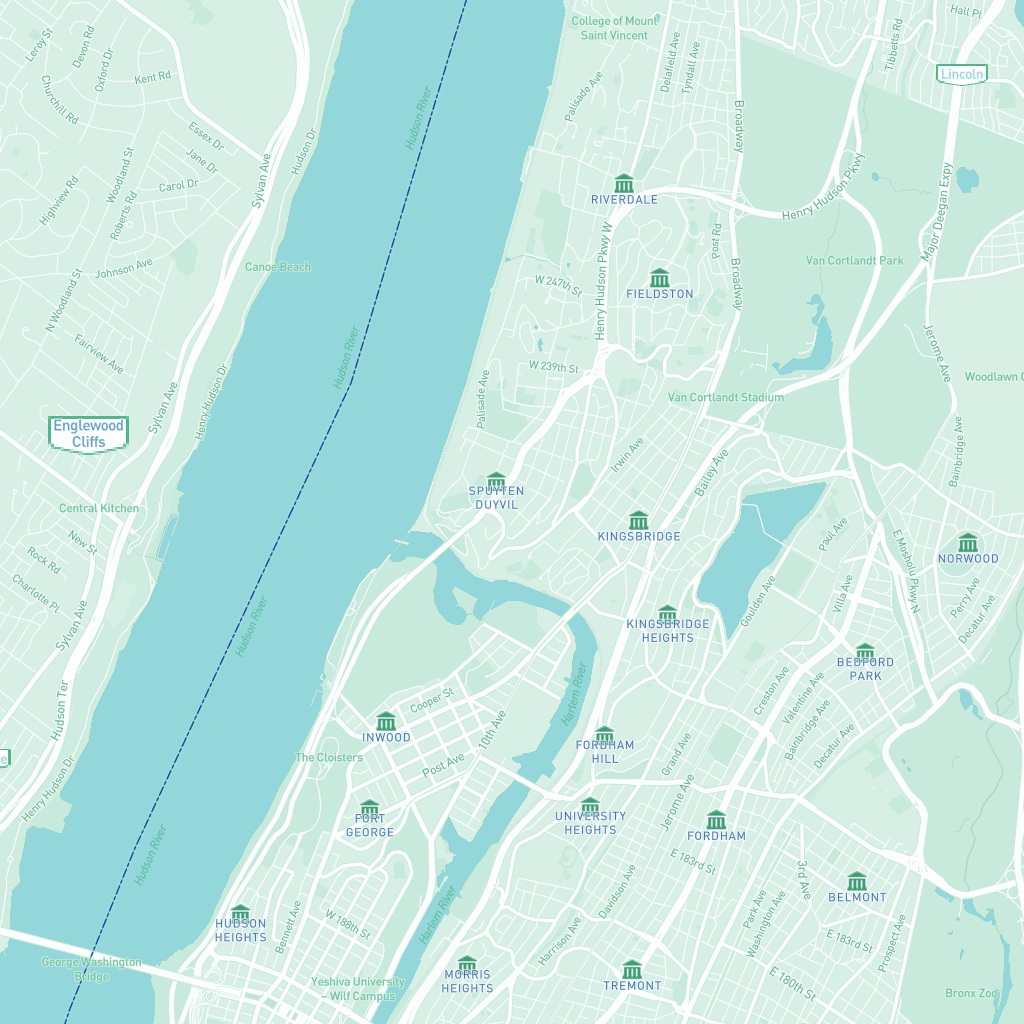 College of Mount
Saint Vincent
Hall Pl
Leroy St
Devon Rd
Oxford Dr
Kent Rd
Churchill Rd
Palisade Ave
Delafield Ave
Tyndall Ave
Tibbetts Rd
Lincoln
Hudson River
Broadway
Essex Dr
Jane Dr
Carol Dr
Woodland St
Roberts Rd
Highview Rd
Hudson Dr
Sylvan Ave
RIVERDALE
Henry Hudson Pkwy
Major Deegan Expy
Post Rd
Henry Hudson Pkwy W
Van Cortlandt Park
Canoe Beach
Johnson Ave
N Woodland St
W 247th St
FIELDSTON
Broadway
Fairview Ave
Hudson River
Jerome Ave
W 239th St
Woodlawn C
Van Cortlandt Stadium
Palisade Ave
Sylvan Ave
Henry Hudson Dr
Englewood
Cliffs
Irwin Ave
Bailey Ave
Bainbridge Ave
SPUYTEN
DUYVIL
Central Kitchen
KINGSBRIDGE
Paul Ave
New St
Rock Rd
Charlotte Pl
NORWOOD
E Mosholu Pkwy N
Goulden Ave
Villa Ave
Perry Ave
Decatur Ave
Sylvan Ave
Hudson River
KINGSBRIDGE
HEIGHTS
BEDFORD
PARK
Hudson Ter
Cooper St
Harlem River
Creston Ave
Valentine Ave
Bainbridge Ave
Decatur Ave
10th Ave
INWOOD
The Cloisters
Post Ave
FORDHAM
HILL
Grand Ave
Jerome Ave
Henry Hudson Dr
FORT
GEORGE
UNIVERSITY
HEIGHTS
FORDHAM
Hudson River
E 183rd St
3rd Ave
BELMONT
Davidson Ave
Park Ave
Washington Ave
HUDSON
HEIGHTS
Bennett Ave
W 188th St
Harlem River
Harrison Ave
E 183rd St
Prospect Ave
George Washington
Bridge
Yeshiva University
– Wilf Campus
MORRIS
HEIGHTS
TREMONT
E 180th St
Bronx Zoo